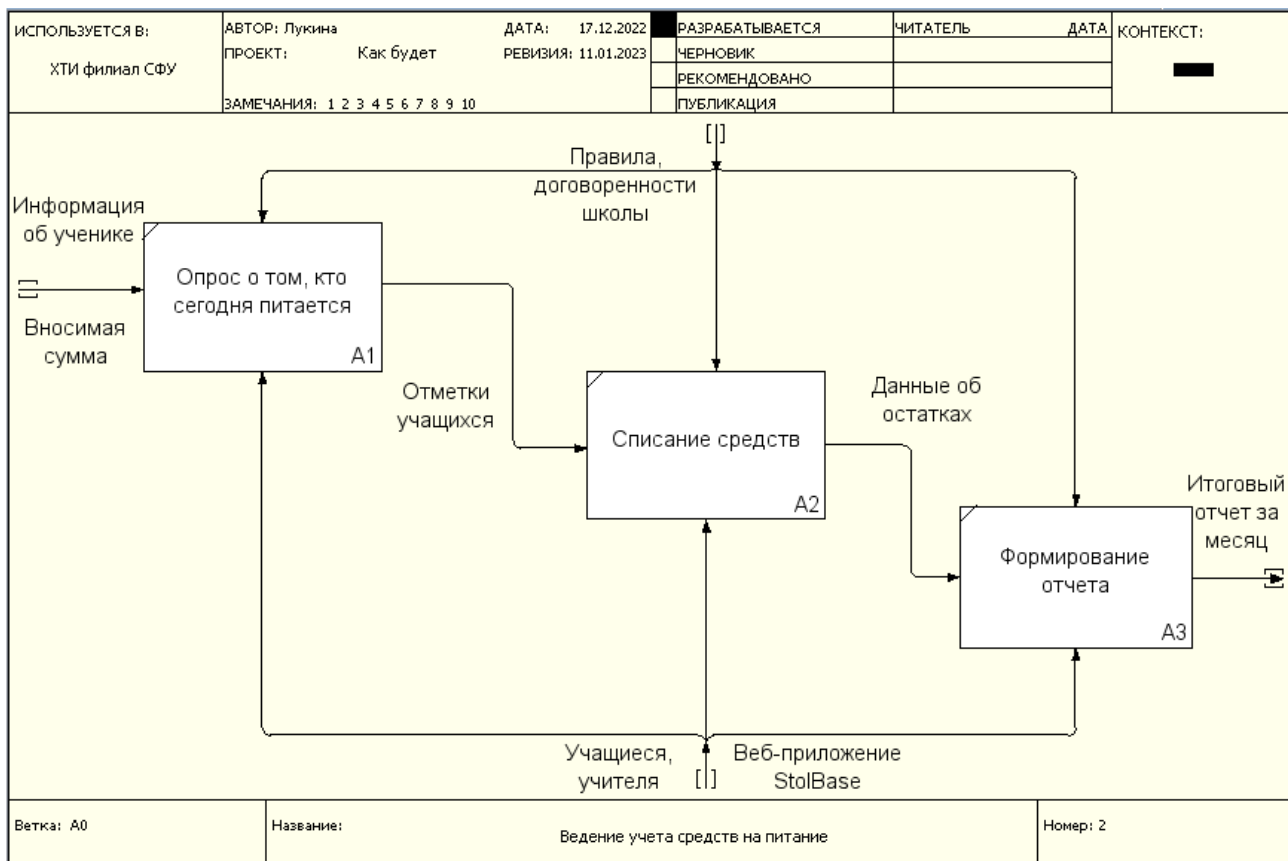 ИСПОЛЬЗУЕТСЯ В:
ХТИ филиал СФУ
АВТОР: Лукина
ДАТА: 17.12.2022
ПРОЕКТ: Как будет
РЕВИЗИЯ: 11.01.2023
ЗАМЕЧАНИЯ: 1 2 3 4 5 6 7 8 9 10
РАЗРАБАТЫВАЕТСЯ
ЧЕРНОВИК
РЕКОМЕНДОВАНО
ПУБЛИКАЦИЯ
ЧИТАТЕЛЬ
ДАТА
КОНТЕКСТ:
Правила,
договоренности
школы
Информация
об ученике
Вносимая
сумма
Опрос о том, кто
сегодня питается
A1
Отметки
учащихся
Списание средств
A2
Данные об
остатках
Формирование
отчета
A3
Итоговый
отчет за
месяц
Учащиеся,
учителя
Веб-приложение
StolBase
Ветка: A0
Название:
Ведение учета средств на питание
Номер: 2